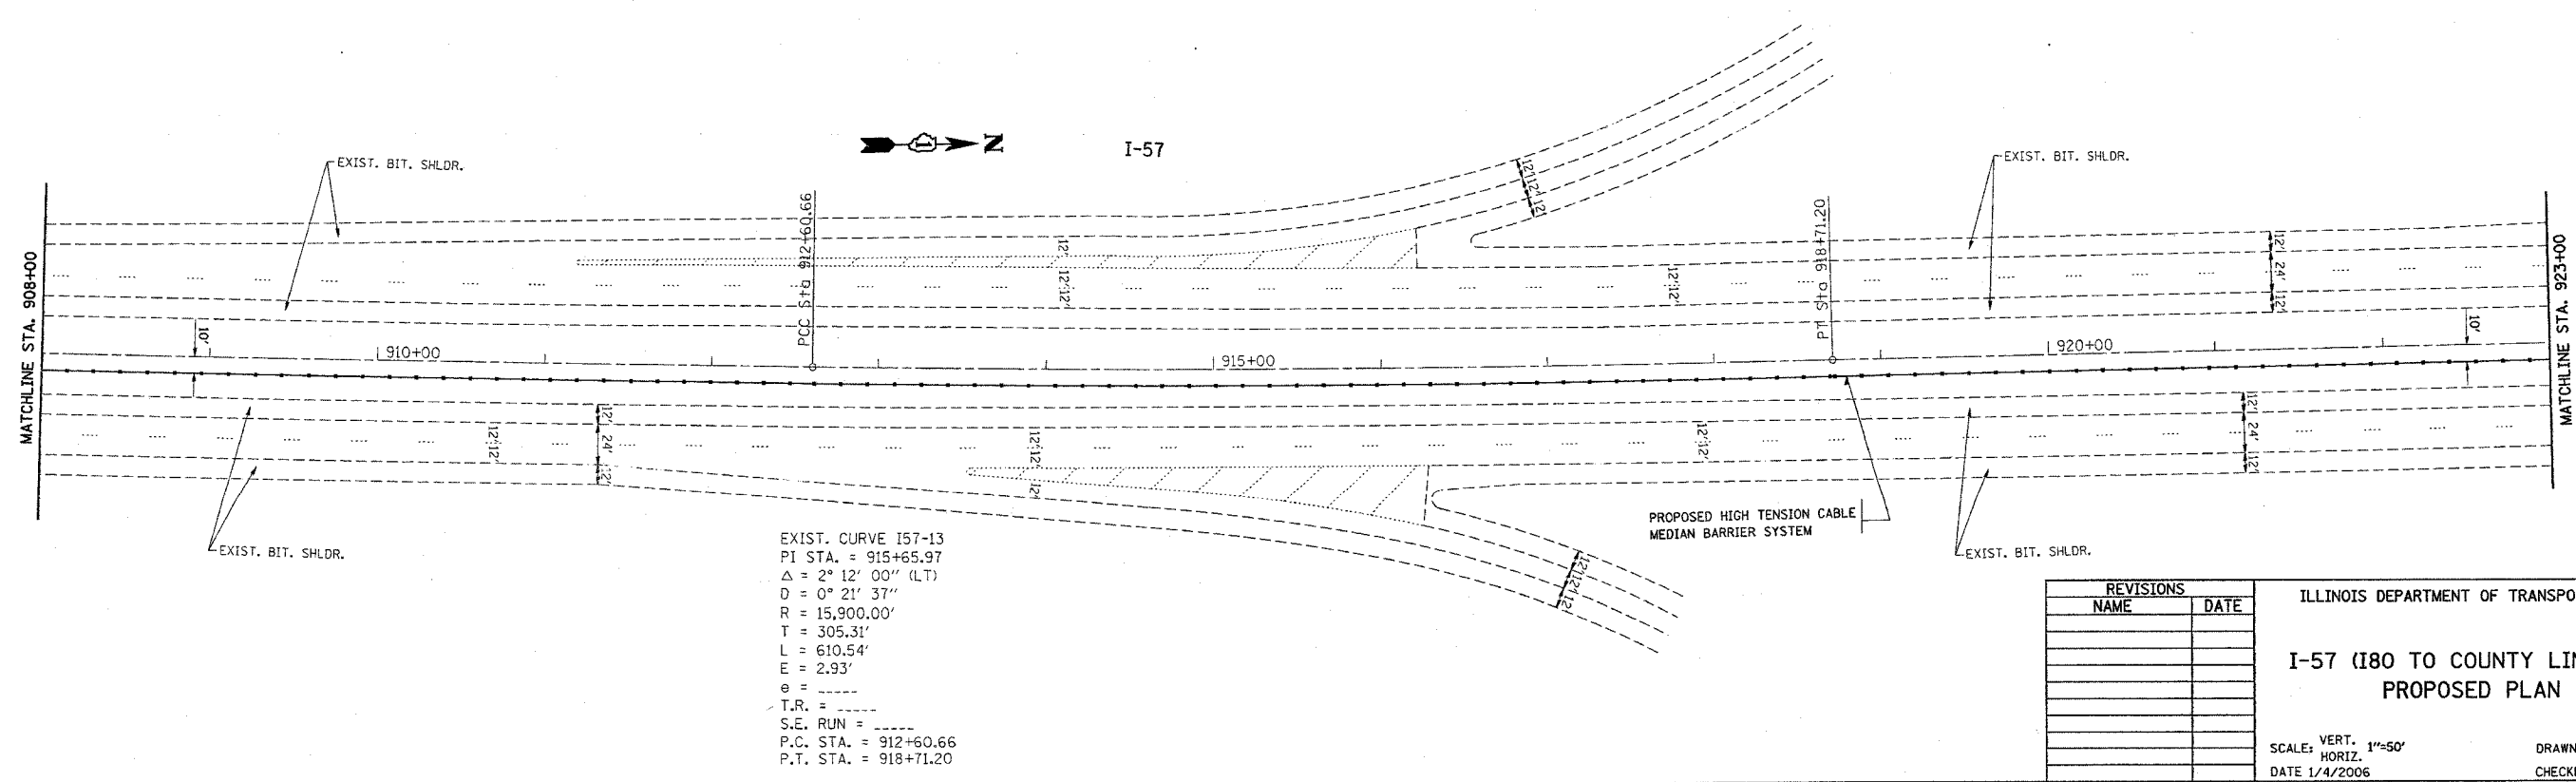 N
I-57
EXIST. BIT. SHLDR.
EXIST. BIT. SHLDR.
MATCHLINE STA. 908+00
PCC Sta 912+60.66
PT Sta 918+71.20
MATCHLINE STA. 923+00
12' 12' 12'
12'
12' 12'
12' 12'
12' 24' 12'
10'
10'
910+00
915+00
920+00
12' 12'
12' 24' 12'
12' 12'
12'
12' 12'
12' 24' 12'
12' 12' 12'
EXIST. BIT. SHLDR.
EXIST. BIT. SHLDR.
PROPOSED HIGH TENSION CABLE
MEDIAN BARRIER SYSTEM
EXIST. CURVE I57-13
PI STA. = 915+65.97
Δ = 2° 12' 00" (LT)
D = 0° 21' 37"
R = 15,900.00'
T = 305.31'
L = 610.54'
E = 2.93'
e = _____
T.R. = _____
S.E. RUN = _____
P.C. STA. = 912+60.66
P.T. STA. = 918+71.20
REVISIONS
NAME DATE
ILLINOIS DEPARTMENT OF TRANSPO
I-57 (I80 TO COUNTY LIN
PROPOSED PLAN
SCALE: VERT. HORIZ. 1"=50'
DATE 1/4/2006
DRAWN
CHECK